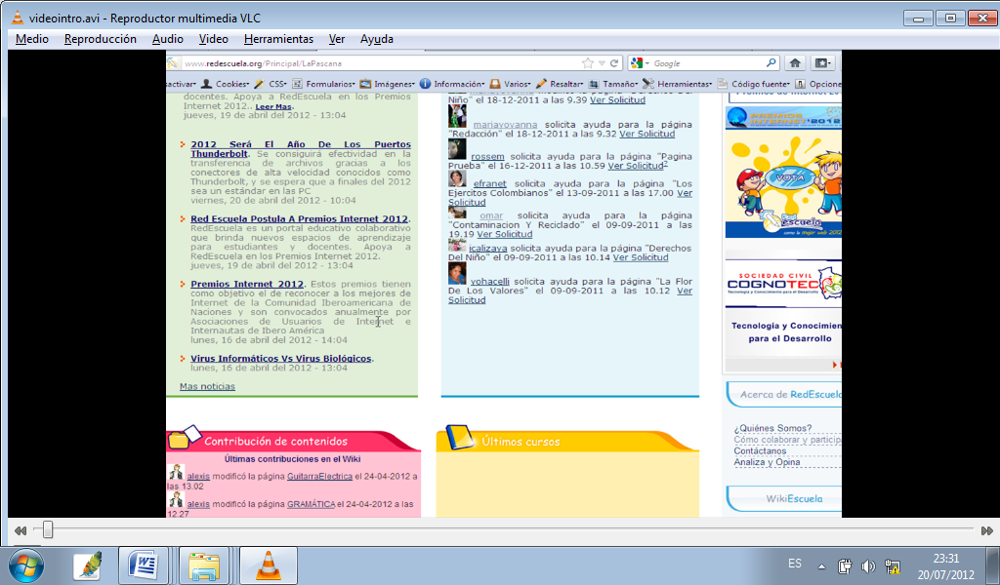 videointro.avi - Reproductor multimedia VLC
Medio Reproducción Audio Video Herramientas Ver Ayuda
www.redescuela.org/Principal/LaPascana
Google
sactivar Cookies CSS Formularios Imágenes Información Varios Resaltar Tamaño Herramientas Código fuente Opcione
docentes. Apoya a RedEscuela en los Premios
Internet 2012.. Leer Mas.
jueves, 19 de abril del 2012 - 13:04
2012 Será El Año De Los Puertos
Thunderbolt. Se conseguirá efectividad en la
transferencia de archivos gracias a los
conectores de alta velocidad conocidos como
Thunderbolt, y se espera que a finales del 2012
sea un estándar en las PC
viernes, 20 de abril del 2012 - 10:04
Red Escuela Postula A Premios Internet 2012.
RedEscuela es un portal educativo colaborativo
que brinda nuevos espacios de aprendizaje
para estudiantes y docentes. Apoya a
RedEscuela en los Premios Internet 2012.
jueves, 19 de abril del 2012 - 13:04
Premios Internet 2012. Estos premios tienen
como objetivo el de reconocer a los mejores de
Internet de la Comunidad Iberoamericana de
Naciones y son convocados anualmente por
Asociaciones de Usuarios de Internet e
Internautas de Ibero América
lunes, 16 de abril del 2012 - 14:04
Virus Informáticos Vs Virus Biológicos.
lunes, 16 de abril del 2012 - 13:04
Mas noticias
Niño" el 18-12-2011 a las 9.39 Ver Solicitud
mariayovanna solicita ayuda para la página
"Redacción" el 18-12-2011 a las 9.32 Ver Solicitud
rossem solicita ayuda para la página "Pagina
Prueba" el 16-12-2011 a las 10.59 Ver Solicitud
efranet solicita ayuda para la página "Los
Ejercitos Colombianos" el 13-09-2011 a las 17.00 Ver
Solicitud
omar solicita ayuda para la página
"Contaminacion Y Reciclado" el 09-09-2011 a las
19.19 Ver Solicitud
icalizaya solicita ayuda para la página "Derechos
Del Niño" el 09-09-2011 a las 10.14 Ver Solicitud
yohacelli solicita ayuda para la página "La Flor
De Los Valores" el 09-09-2011 a las 10.12 Ver
Solicitud
PREMIOS
INTERNET'2012
VOTA
Red
Escuela
como la mejor web 2012
SOCIEDAD CIVIL
COGNOTEC
Tecnología y Conocimiento para el Desarrollo
Tecnología y Conocimien
para el Desarrollo
Acerca de RedEscuela
¿Quiénes Somos?
Cómo colaborar y participa
Contáctanos
Analiza y Opina
WikiEscuela
Contribución de contenidos
Últimas contribuciones en el Wiki
alexis modificó la página GuitarraElectrica el 24-04-2012 a
las 13.02
alexis modificó la página GRAMÁTICA el 24-04-2012 a las
12.27
Últimos cursos
ES
23:31
20/07/2012